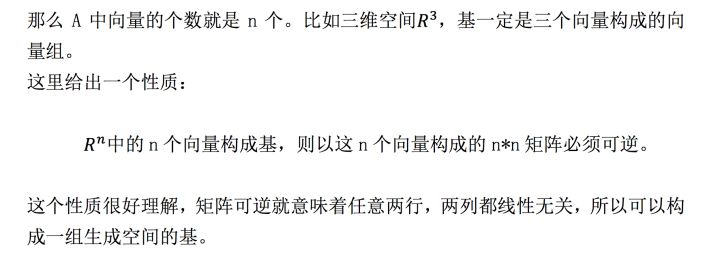 那么 A 中向量的个数就是 n 个。比如三维空间R³，基一定是三个向量构成的向
量组。
这里给出一个性质：
Rⁿ中的 n 个向量构成基，则以这 n 个向量构成的 n*n 矩阵必须可逆。
这个性质很好理解，矩阵可逆就意味着任意两行，两列都线性无关，所以可以构
成一组生成空间的基。